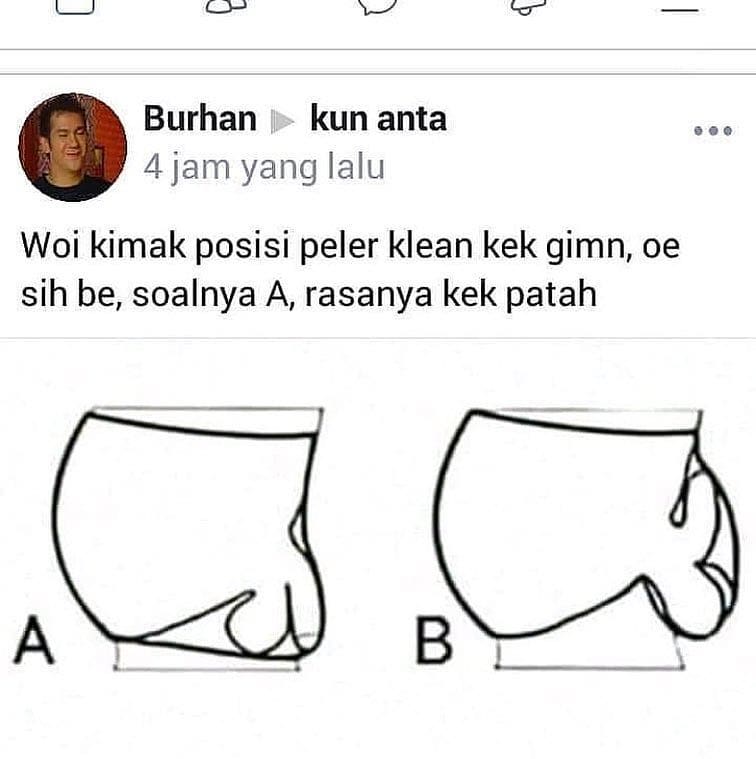 Burhan ▶ kun anta
4 jam yang lalu
Woi kimak posisi peler klean kek gimn, oe
sih be, soalnya A, rasanya kek patah
A B